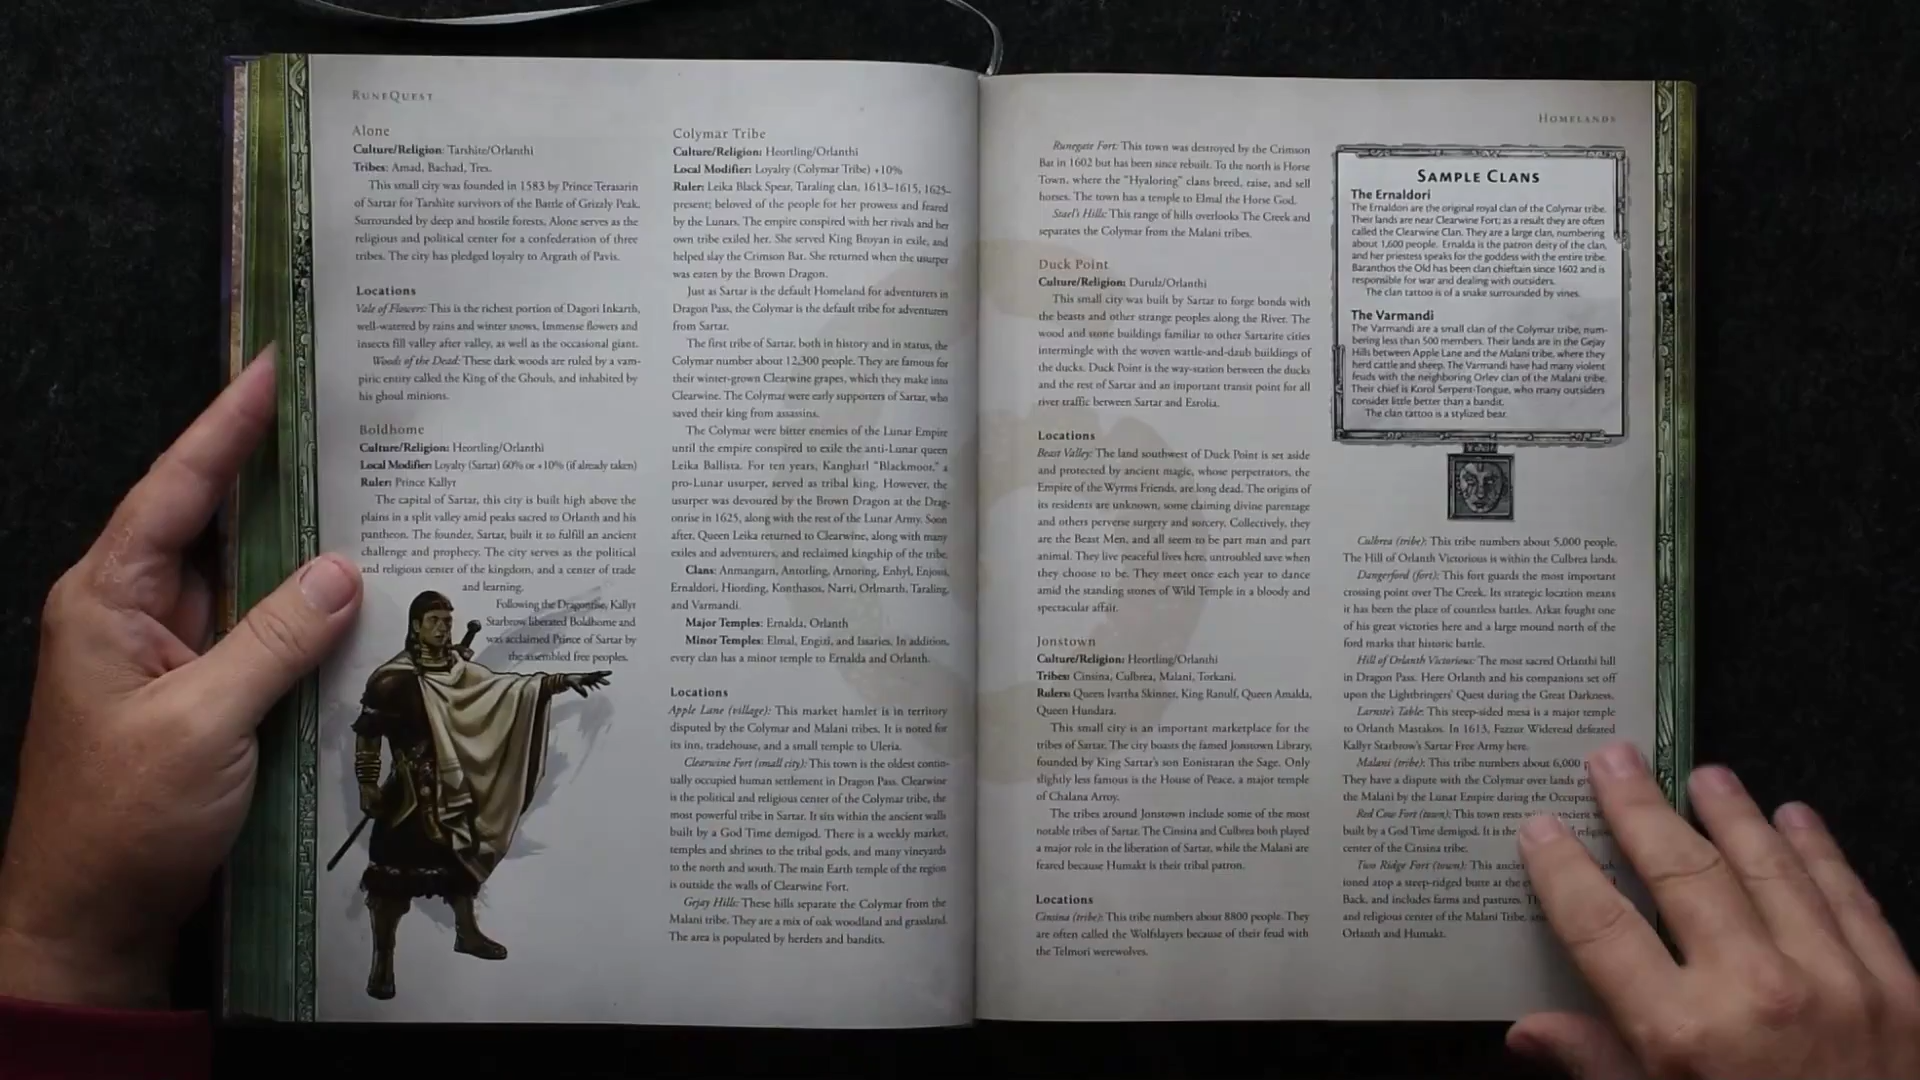 RUNEQUEST
Alone
Culture/Religion: Tarshite/Orlanthi
Tribes: Amad, Bachad, Tres.
This small city was founded in 1583 by Prince Terasarin
of Sartar for Tarshite survivors of the Battle of Grizzly Peak.
Surrounded by deep and hostile forests, Alone serves as the
religious and political center for a confederation of three
tribes. The city has pledged loyalty to Argrath of Pavis.
Locations
Vale of Flowers: This is the richest portion of Dagori Inkarth,
well-watered by rains and winter snows. Immense flowers and
insects fill valley after valley, as well as the occasional giant.
Woods of the Dead: These dark woods are ruled by a vam-
piric entity called the King of the Ghouls, and inhabited by
his ghoul minions.
Boldhome
Culture/Religion: Heortling/Orlanthi
Local Modifier: Loyalty (Sartar) 60% or +10% (if already taken)
Ruler: Prince Kallyr
The capital of Sartar, this city is built high above the
plains in a split valley amid peaks sacred to Orlanth and his
pantheon. The founder, Sartar, built it to fulfill an ancient
challenge and prophecy. The city serves as the political
and religious center of the kingdom, and a center of trade
and learning.
Following the Dragonrise, Kallyr
Starbrow liberated Boldhome and
was acclaimed Prince of Sartar by
the assembled free peoples.
Colymar Tribe
Culture/Religion: Heortling/Orlanthi
Local Modifier: Loyalty (Colymar Tribe) +10%
Ruler: Leika Black Spear, Taraling clan, 1613–1615, 1625–
present; beloved of the people for her prowess and feared
by the Lunars. The empire conspired with her rivals and her
own tribe exiled her. She served King Broyan in exile, and
helped slay the Crimson Bat. She returned when the usurper
was eaten by the Brown Dragon.
Just as Sartar is the default Homeland for adventurers in
Dragon Pass, the Colymar is the default tribe for adventurers
from Sartar.
The first tribe of Sartar, both in history and in status, the
Colymar number about 12,300 people. They are famous for
their winter-grown Clearwine grapes, which they make into
Clearwine. The Colymar were early supporters of Sartar, who
saved their king from assassins.
The Colymar were bitter enemies of the Lunar Empire
until the empire conspired to exile the anti-Lunar queen
Leika Ballista. For ten years, Kangharl "Blackmoor," a
pro-Lunar usurper, served as tribal king. However, the
usurper was devoured by the Brown Dragon at the Drag-
onrise in 1625, along with the rest of the Lunar Army. Soon
after, Queen Leika returned to Clearwine, along with many
exiles and adventurers, and reclaimed kingship of the tribe.
Clans: Anmangarn, Antorling, Arnoring, Enhyl, Enjossi,
Ernaldori, Hiording, Konthasos, Narri, Orlmarth, Taraling,
and Varmandi.
Major Temples: Ernalda, Orlanth
Minor Temples: Elmal, Engizi, and Issaries. In addition,
every clan has a minor temple to Ernalda and Orlanth.
Locations
Apple Lane (village): This market hamlet is in territory
disputed by the Colymar and Malani tribes. It is noted for
its inn, tradehouse, and a small temple to Uleria.
Clearwine Fort (small city): This town is the oldest contin-
ually occupied human settlement in Dragon Pass. Clearwine
is the political and religious center of the Colymar tribe, the
most powerful tribe in Sartar. It sits within the ancient walls
built by a God Time demigod. There is a weekly market,
temples and shrines to the tribal gods, and many vineyards
to the north and south. The main Earth temple of the region
is outside the walls of Clearwine Fort.
Gejay Hills: These hills separate the Colymar from the
Malani tribe. They are a mix of oak woodland and grassland.
The area is populated by herders and bandits.
HOMELANDS
Runegate Fort: This town was destroyed by the Crimson
Bat in 1602 but has been since rebuilt. To the north is Horse
Town, where the "Hyaloring" clans breed, raise, and sell
horses. The town has a temple to Elmal the Horse God.
Starfire Hills: This range of hills overlooks The Creek and
separates the Colymar from the Malani tribes.
Duck Point
Culture/Religion: Durulz/Orlanthi
This small city was built by Sartar to forge bonds with
the beasts and other strange peoples along the River. The
wood and stone buildings familiar to other Sartarite cities
intermingle with the woven wattle-and-daub buildings of
the ducks. Duck Point is the way-station between the ducks
and the rest of Sartar and an important transit point for all
river traffic between Sartar and Esrolia.
Locations
Beast Valley: The land southwest of Duck Point is set aside
and protected by ancient magic, whose perpetrators, the
Empire of the Wyrms Friends, are long dead. The origins of
its residents are unknown, some claiming divine parentage
and others perverse surgery and sorcery. Collectively, they
are the Beast Men, and all seem to be part man and part
animal. They live peaceful lives here, untroubled save when
they choose to be. They meet once each year to dance
amid the standing stones of Wild Temple in a bloody and
spectacular affair.
Jonstown
Culture/Religion: Heortling/Orlanthi
Tribes: Cinsina, Culbrea, Malani, Torkani.
Rulers: Queen Ivartha Skinner, King Ranulf, Queen Amalda,
Queen Hundara.
This small city is an important marketplace for the
tribes of Sartar. The city boasts the famed Jonstown Library,
founded by King Sartar's son Eonistaran the Sage. Only
slightly less famous is the House of Peace, a major temple
of Chalana Arroy.
The tribes around Jonstown include some of the most
notable tribes of Sartar. The Cinsina and Culbrea both played
a major role in the liberation of Sartar, while the Malani are
feared because Humakt is their tribal patron.
Locations
Cinsina (tribe): This tribe numbers about 8800 people. They
are often called the Wolfslayers because of their feud with
the Telmori werewolves.
SAMPLE CLANS
The Ernaldori
The Ernaldori are the original royal clan of the Colymar tribe.
Their lands are near Clearwine Fort; as a result they are often
called the Clearwine Clan. They are a large clan, numbering
about 1,600 people. Ernalda is the patron deity of the clan,
and her priestess speaks for the goddess with the entire tribe.
Baranthos the Old has been clan chieftain since 1602 and is
responsible for war and dealing with outsiders.
The clan tattoo is of a snake surrounded by vines.
The Varmandi
The Varmandi are a small clan of the Colymar tribe, num-
bering less than 500 members. Their lands are in the Gejay
Hills between Apple Lane and the Malani tribe, where they
herd cattle and sheep. The Varmandi have had many violent
feuds with the neighboring Orlev clan of the Malani tribe.
Their chief is Korol Serpent-Tongue, who many outsiders
consider little better than a bandit.
The clan tattoo is a stylized bear.
Culbrea (tribe): This tribe numbers about 5,000 people.
The Hill of Orlanth Victorious is within the Culbrea lands.
Dangerford (fort): This fort guards the most important
crossing point over The Creek. Its strategic location means
it has been the place of countless battles. Arkat fought one
of his great victories here and a large mound north of the
ford marks that historic battle.
Hill of Orlanth Victorious: The most sacred Orlanthi hill
in Dragon Pass. Here Orlanth and his companions set off
upon the Lightbringers' Quest during the Great Darkness.
Larnste's Table: This steep-sided mesa is a major temple
to Orlanth Mastakos. In 1613, Fazzur Wideread defeated
Kallyr Starbrow's Sartar Free Army here.
Malani (tribe): This tribe numbers about 6,000
They have a dispute with the Colymar over lands
the Malani by the Lunar Empire during the
Red Cow Fort (town): This town rests ancient
built by a God Time demigod. It is the
center of the Cinsina tribe.
Two Ridge Fort (town): This
ioned atop a steep-ridged butte at the
Back, and includes farms and pastures.
and religious center of the Malani Tribe,
Orlanth and Humakt.